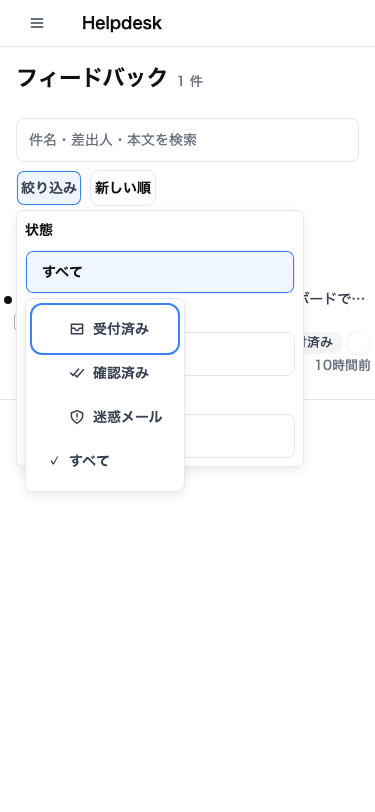 Helpdesk
フィードバック 1 件
件名・差出人・本文を検索
絞り込み 新しい順
状態
すべて
ボードで…
受付済み
済み
10時間前
確認済み
迷惑メール
✓ すべて